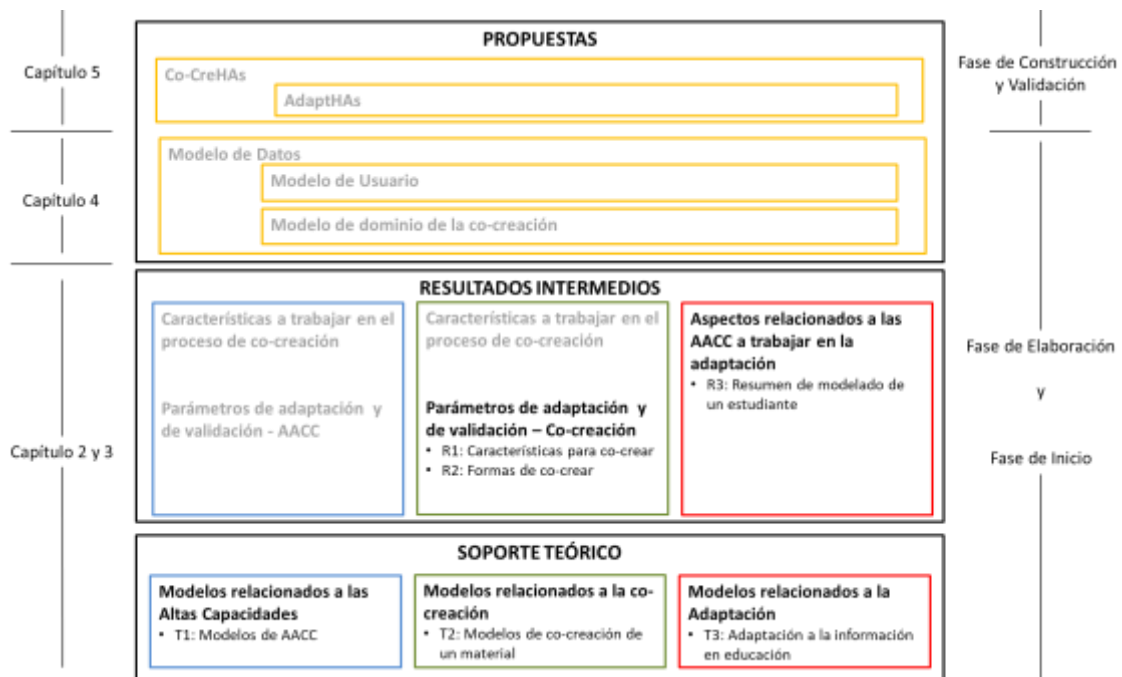 PROPUESTAS
Capítulo 5
Co-CreHAs
AdaptHAs
Fase de Construcción
y Validación
Capítulo 4
Modelo de Datos
Modelo de Usuario
Modelo de dominio de la co-creación
RESULTADOS INTERMEDIOS
Capítulo 2 y 3
Características a trabajar en el
proceso de co-creación
Parámetros de adaptación y
de validación - AACC
Características a trabajar en el
proceso de co-creación
Parámetros de adaptación y
de validación – Co-creación
• R1: Características para co-crear
• R2: Formas de co-crear
Aspectos relacionados a las
AACC a trabajar en la
adaptación
• R3: Resumen de modelado de
un estudiante
Fase de Elaboración
y
Fase de Inicio
SOPORTE TEÓRICO
Modelos relacionados a las
Altas Capacidades
• T1: Modelos de AACC
Modelos relacionados a la co-
creación
• T2: Modelos de co-creación de
un material
Modelos relacionados a la
Adaptación
• T3: Adaptación a la información
en educación